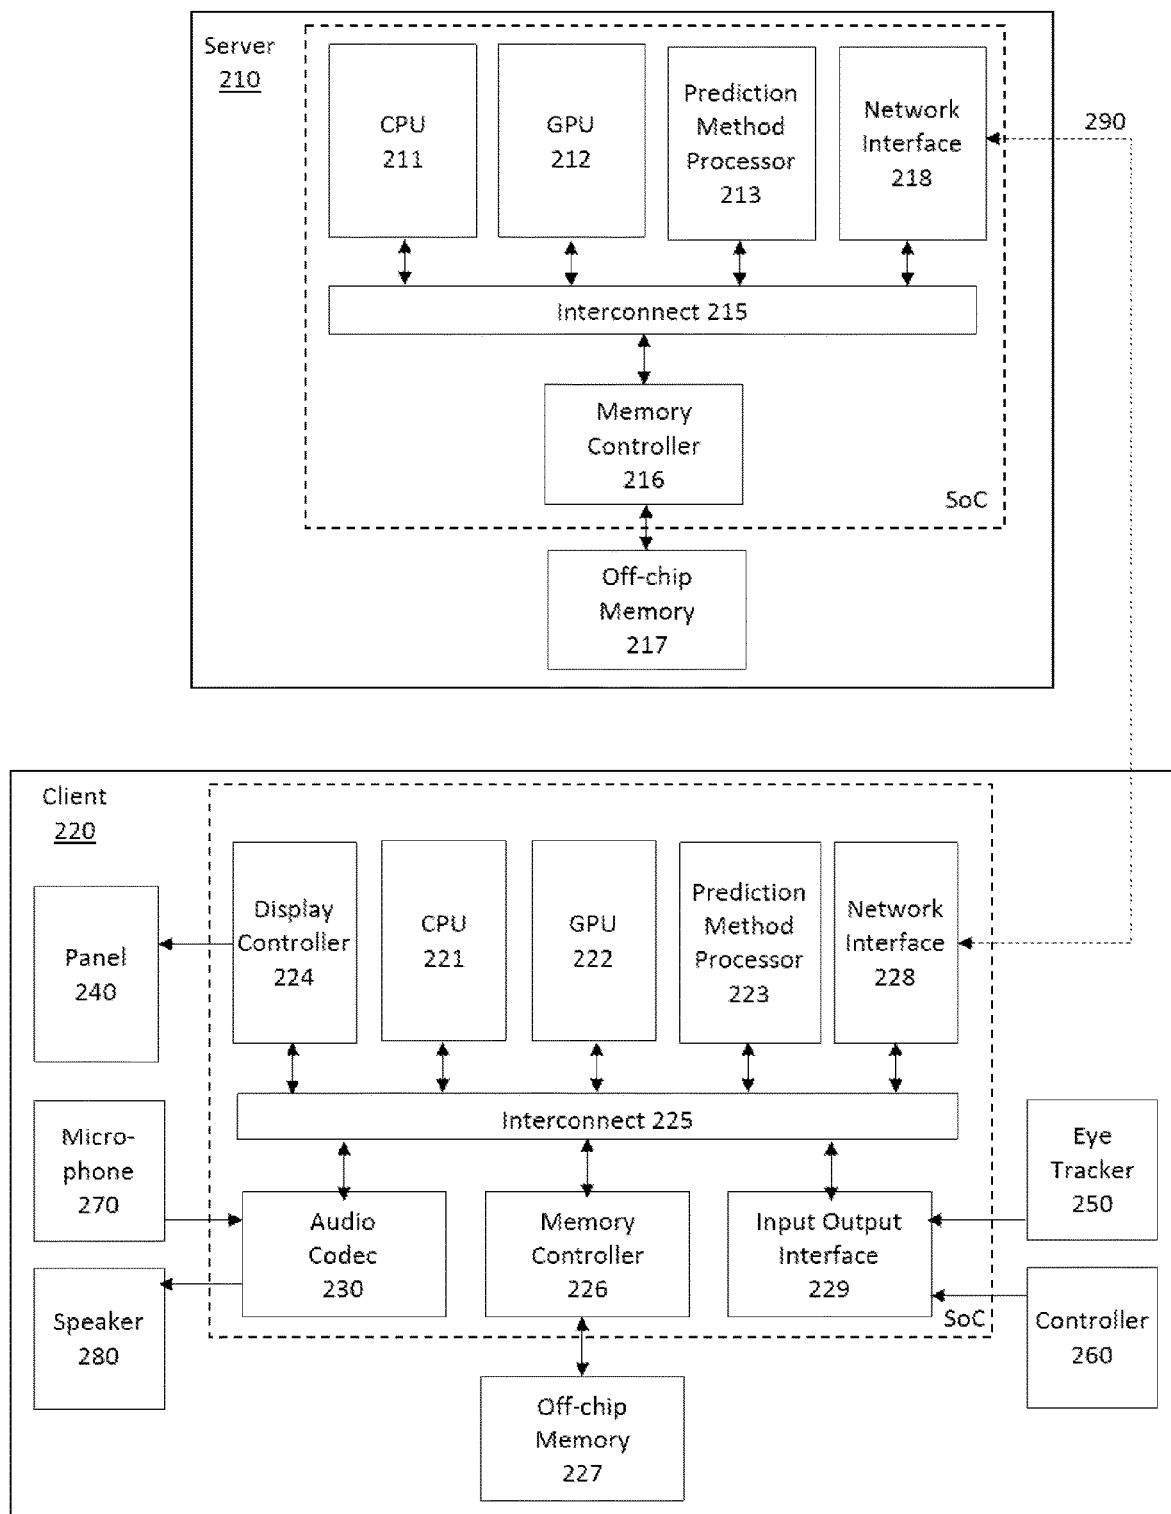 Server
210
CPU
211
GPU
212
Prediction
Method
Processor
213
Network
Interface
218
290
Interconnect 215
Memory
Controller
216
SoC
Off-chip
Memory
217
Client
220
Display
Controller
224
CPU
221
GPU
222
Prediction
Method
Processor
223
Network
Interface
228
Panel
240
Interconnect 225
Micro-
phone
270
Eye
Tracker
250
Audio
Codec
230
Memory
Controller
226
Input Output
Interface
229
SoC
Speaker
280
Controller
260
Off-chip
Memory
227